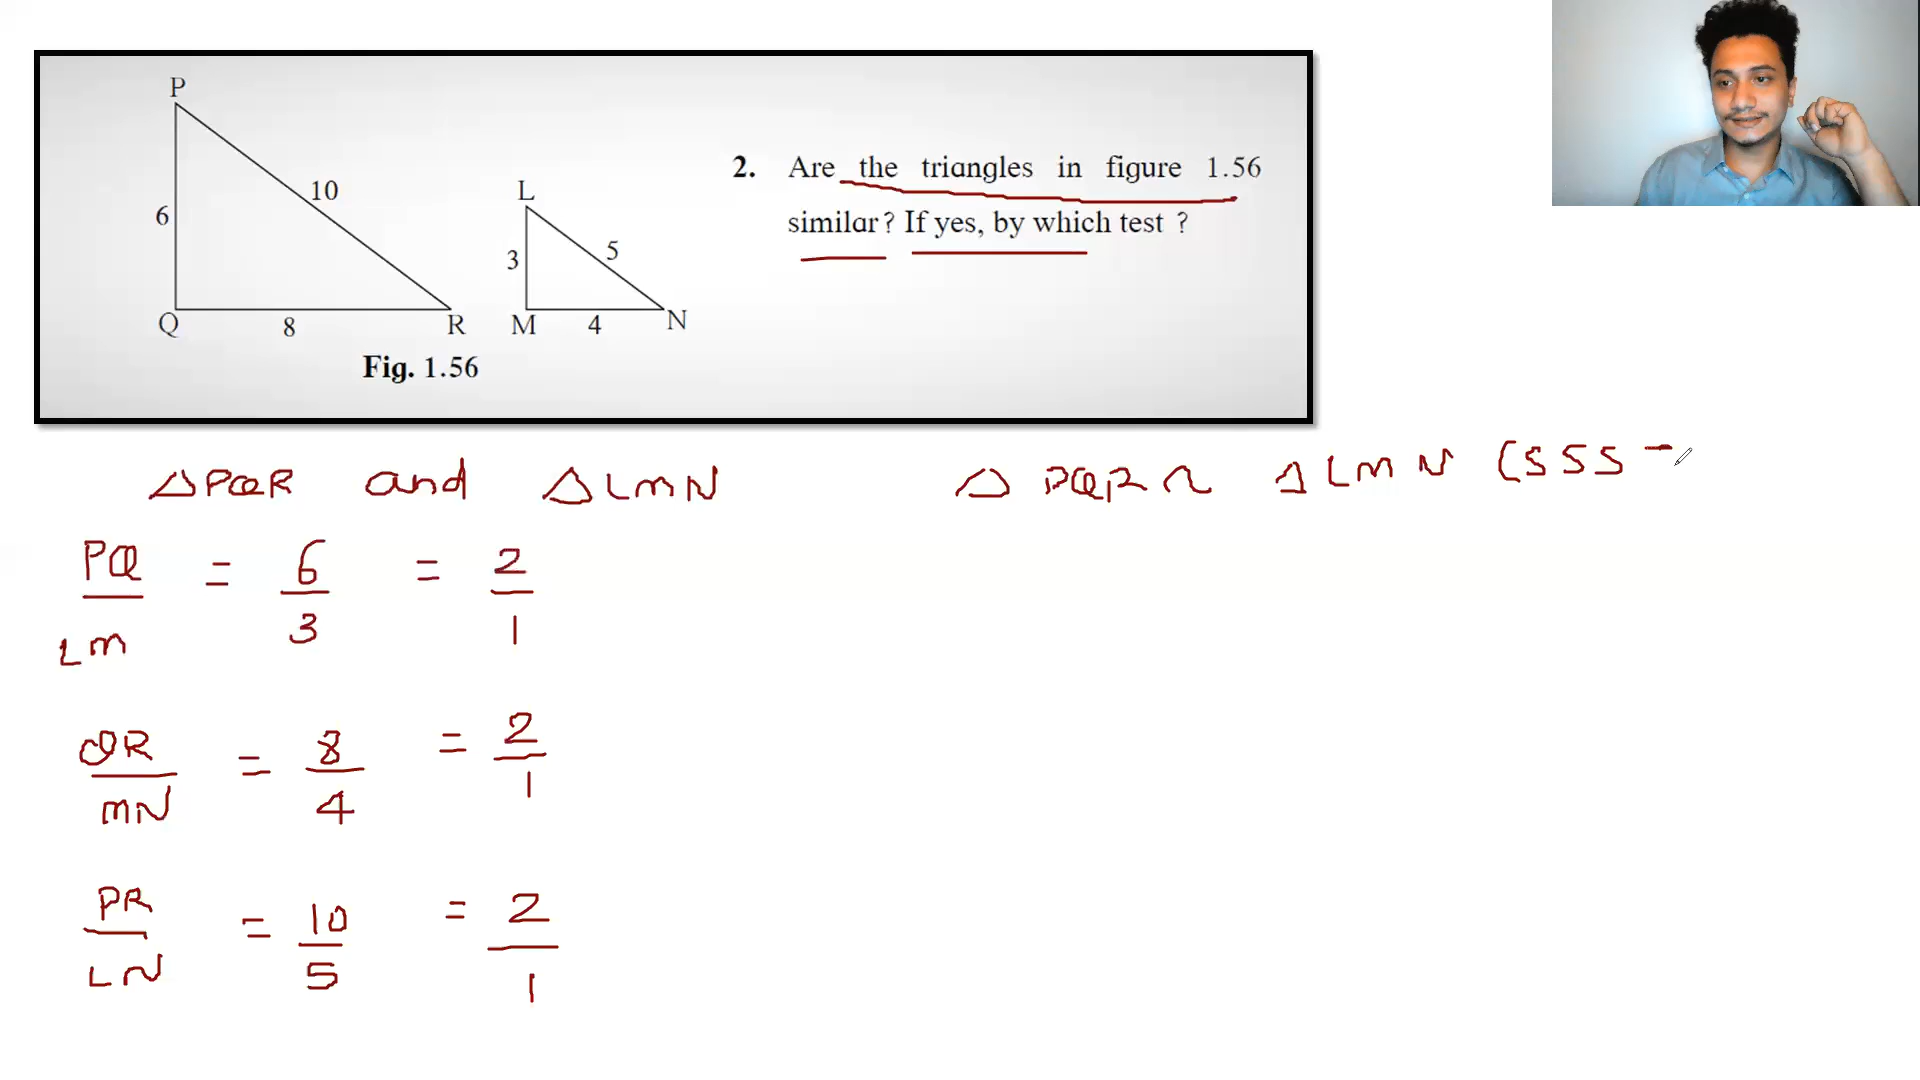 P
10
6
L
3
5
Q
8
R
M
4
N
Fig. 1.56
2. Are the triangles in figure 1.56
similar? If yes, by which test ?
△PQR and △LMN
△ PQR ~ △LMN (SSS T
PQ = 6 = 2
LM 3 1
QR = 8 = 2
MN 4 1
PR = 10 = 2
LN 5 1